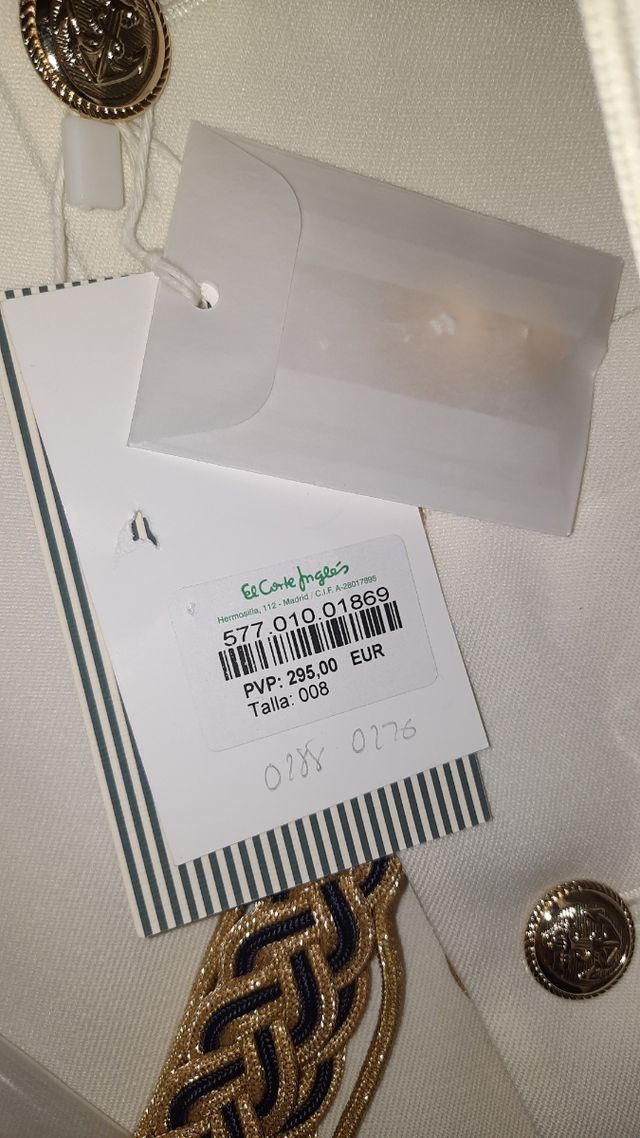 El Corte Inglés
Hermosilla, 112 - Madrid / C.I.F. A-28017895
577.010.01869
PVP: 295,00 EUR
Talla: 008
0288 0276